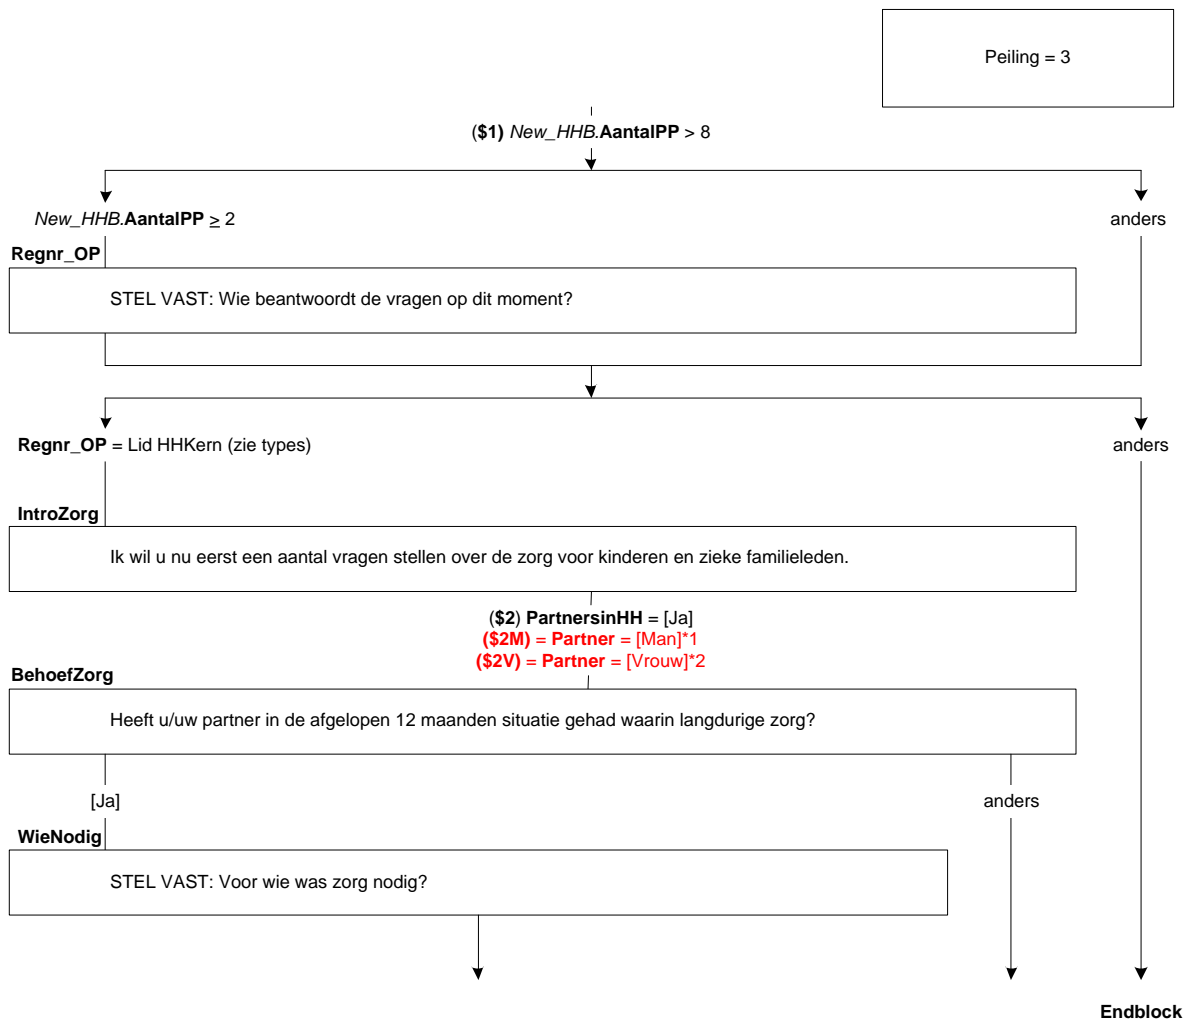 Peiling = 3
($1) New_HHB.AantalPP > 8
New_HHB.AantalPP ≥ 2
anders
Regnr_OP
STEL VAST: Wie beantwoordt de vragen op dit moment?
Regnr_OP = Lid HHKern (zie types)
anders
IntroZorg
Ik wil u nu eerst een aantal vragen stellen over de zorg voor kinderen en zieke familieleden.
($2) PartnersinHH = [Ja]
($2M) = Partner = [Man]*1
($2V) = Partner = [Vrouw]*2
BehoefZorg
Heeft u/uw partner in de afgelopen 12 maanden situatie gehad waarin langdurige zorg?
[Ja]
anders
WieNodig
STEL VAST: Voor wie was zorg nodig?
Endblock